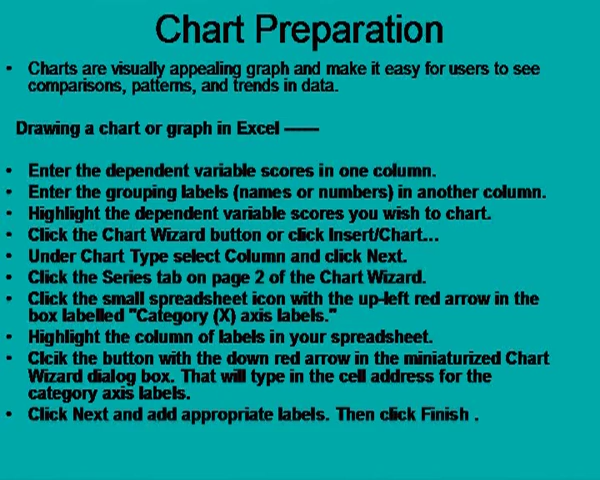 Chart Preparation
• Charts are visually appealing graph and make it easy for users to see
comparisons, patterns, and trends in data.
Drawing a chart or graph in Excel ——
• Enter the dependent variable scores in one column.
• Enter the grouping labels (names or numbers) in another column.
• Highlight the dependent variable scores you wish to chart.
• Click the Chart Wizard button or click Insert/Chart...
• Under Chart Type select Column and click Next.
• Click the Series tab on page 2 of the Chart Wizard.
• Click the small spreadsheet icon with the up-left red arrow in the
box labelled "Category (X) axis labels."
• Highlight the column of labels in your spreadsheet.
• Clcik the button with the down red arrow in the miniaturized Chart
Wizard dialog box. That will type in the cell address for the
category axis labels.
• Click Next and add appropriate labels. Then click Finish .